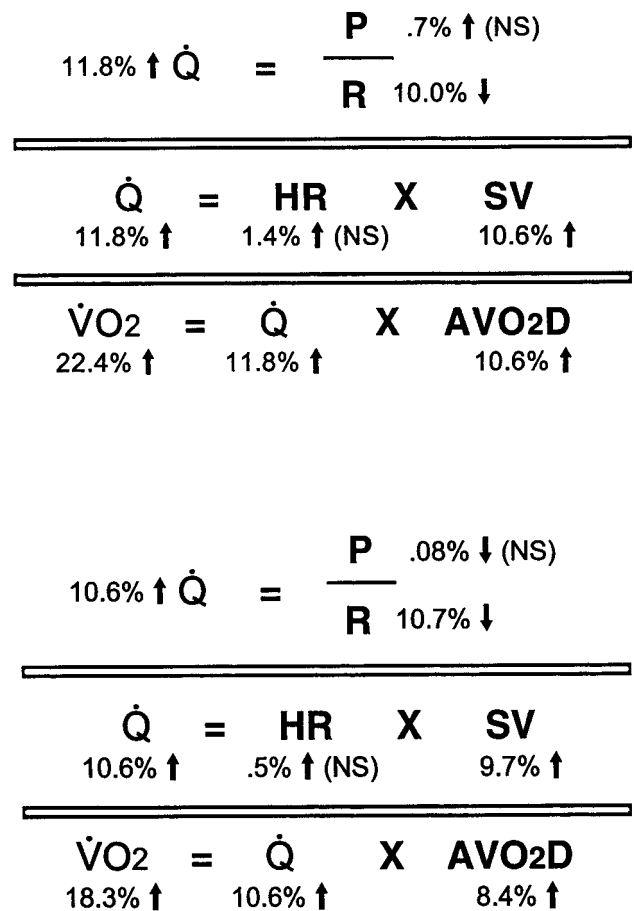 P .7% ↑ (NS)
11.8% ↑ Q̇ =
R 10.0% ↓
Q̇ = HR X SV
11.8% ↑ 1.4% ↑ (NS) 10.6% ↑
V̇O2 = Q̇ X AVO2D
22.4% ↑ 11.8% ↑ 10.6% ↑
P .08% ↓ (NS)
10.6% ↑ Q̇ =
R 10.7% ↓
Q̇ = HR X SV
10.6% ↑ .5% ↑ (NS) 9.7% ↑
V̇O2 = Q̇ X AVO2D
18.3% ↑ 10.6% ↑ 8.4% ↑